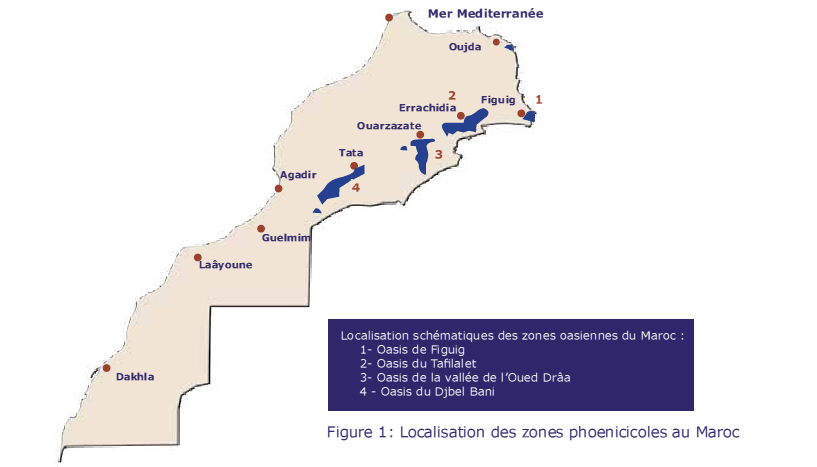 Mer Mediterranée
Oujda
1
2
Figuig
Errachidia
Ouarzazate
3
Tata
4
Agadir
Guelmim
Laâyoune
Dakhla
Localisation schématiques des zones oasiennes du Maroc :
1- Oasis de Figuig
2- Oasis du Tafilalet
3- Oasis de la vallée de l’Oued Drâa
4 - Oasis du Djbel Bani
Figure 1: Localisation des zones phoenicicoles au Maroc